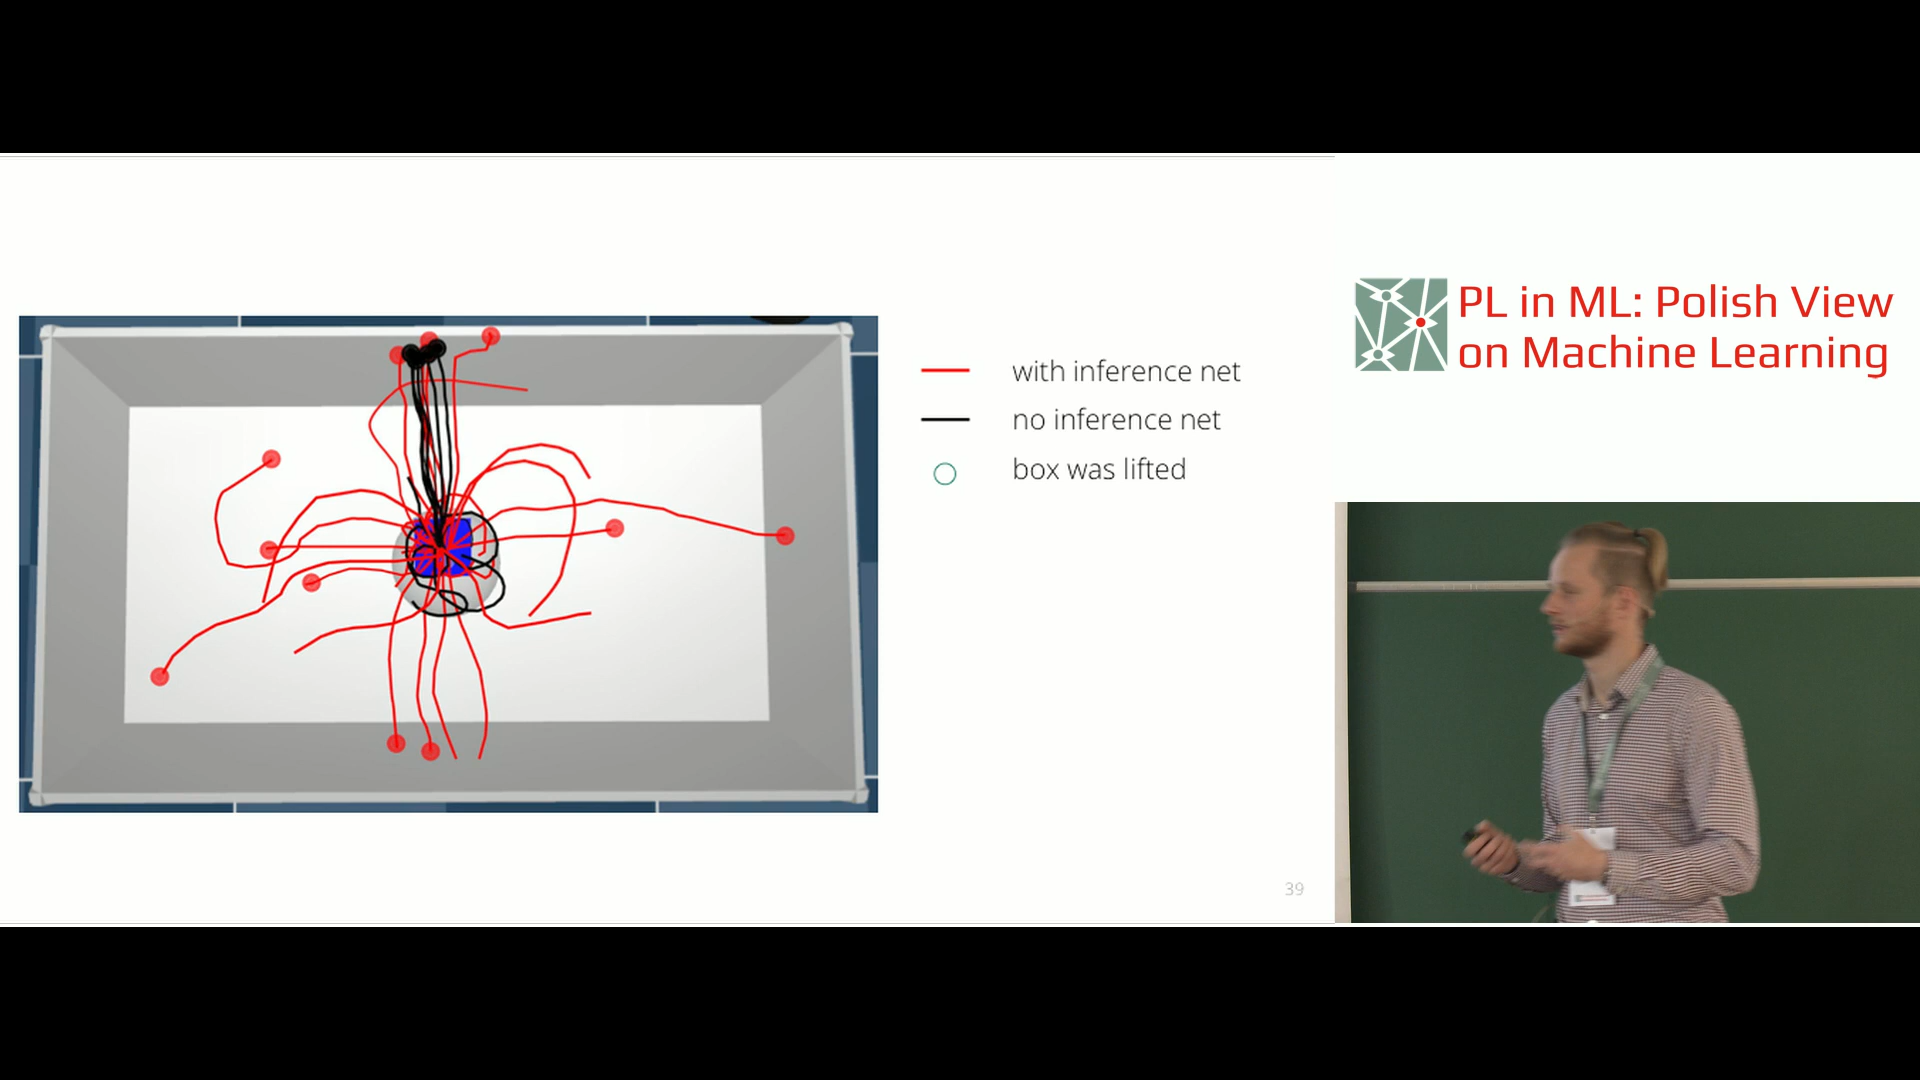 with inference net
no inference net
box was lifted
39
PL in ML: Polish View
on Machine Learning